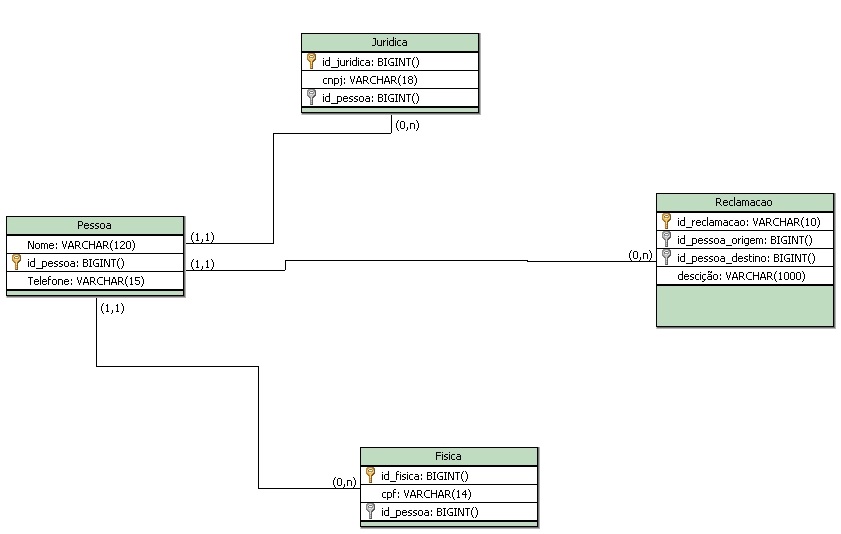 Juridica
id_juridica: BIGINT()
cnpj: VARCHAR(18)
id_pessoa: BIGINT()
(0,n)
Pessoa
Nome: VARCHAR(120)
id_pessoa: BIGINT()
Telefone: VARCHAR(15)
(1,1)
(1,1)
(1,1)
(0,n)
Reclamacao
id_reclamacao: VARCHAR(10)
id_pessoa_origem: BIGINT()
id_pessoa_destino: BIGINT()
descição: VARCHAR(1000)
(0,n)
Fisica
id_fisica: BIGINT()
cpf: VARCHAR(14)
id_pessoa: BIGINT()